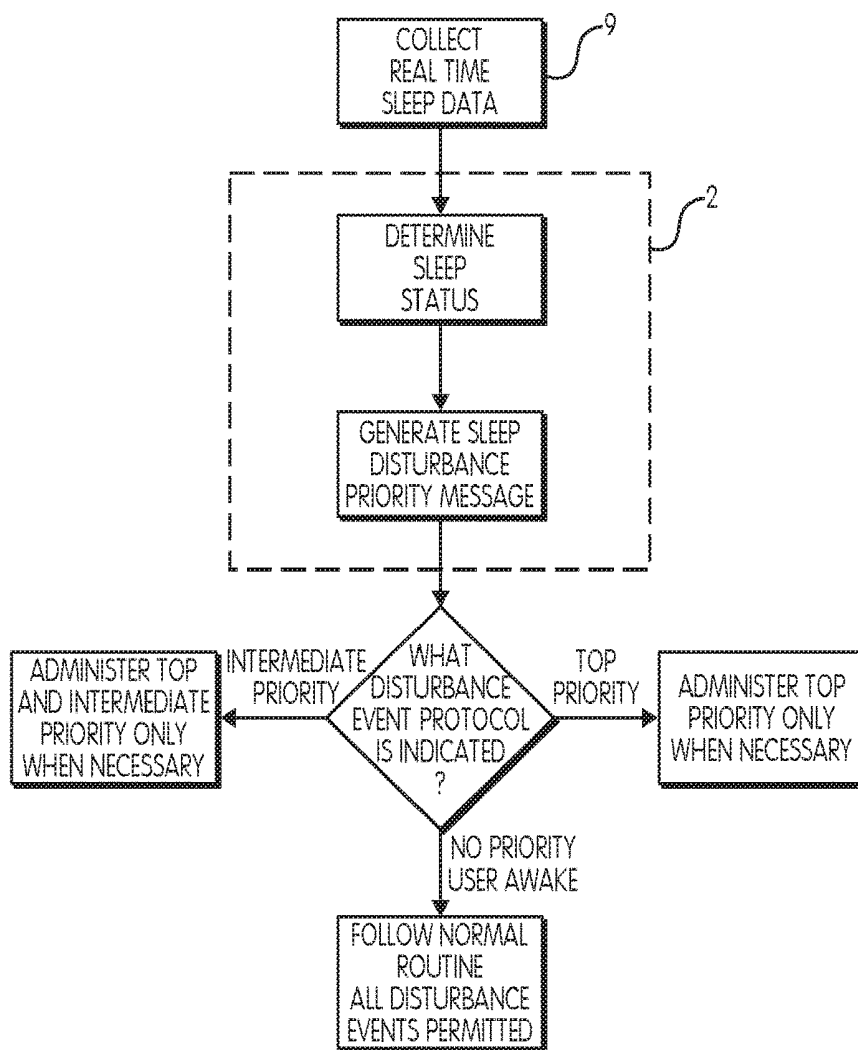 COLLECT
REAL TIME
SLEEP DATA
9
2
DETERMINE
SLEEP
STATUS
GENERATE SLEEP
DISTURBANCE
PRIORITY MESSAGE
ADMINISTER TOP
AND INTERMEDIATE
PRIORITY ONLY
WHEN NECESSARY
INTERMEDIATE
PRIORITY
WHAT
DISTURBANCE
EVENT PROTOCOL
IS INDICATED
?
TOP
PRIORITY
ADMINISTER TOP
PRIORITY ONLY
WHEN NECESSARY
NO PRIORITY
USER AWAKE
FOLLOW NORMAL
ROUTINE
ALL DISTURBANCE
EVENTS PERMITTED